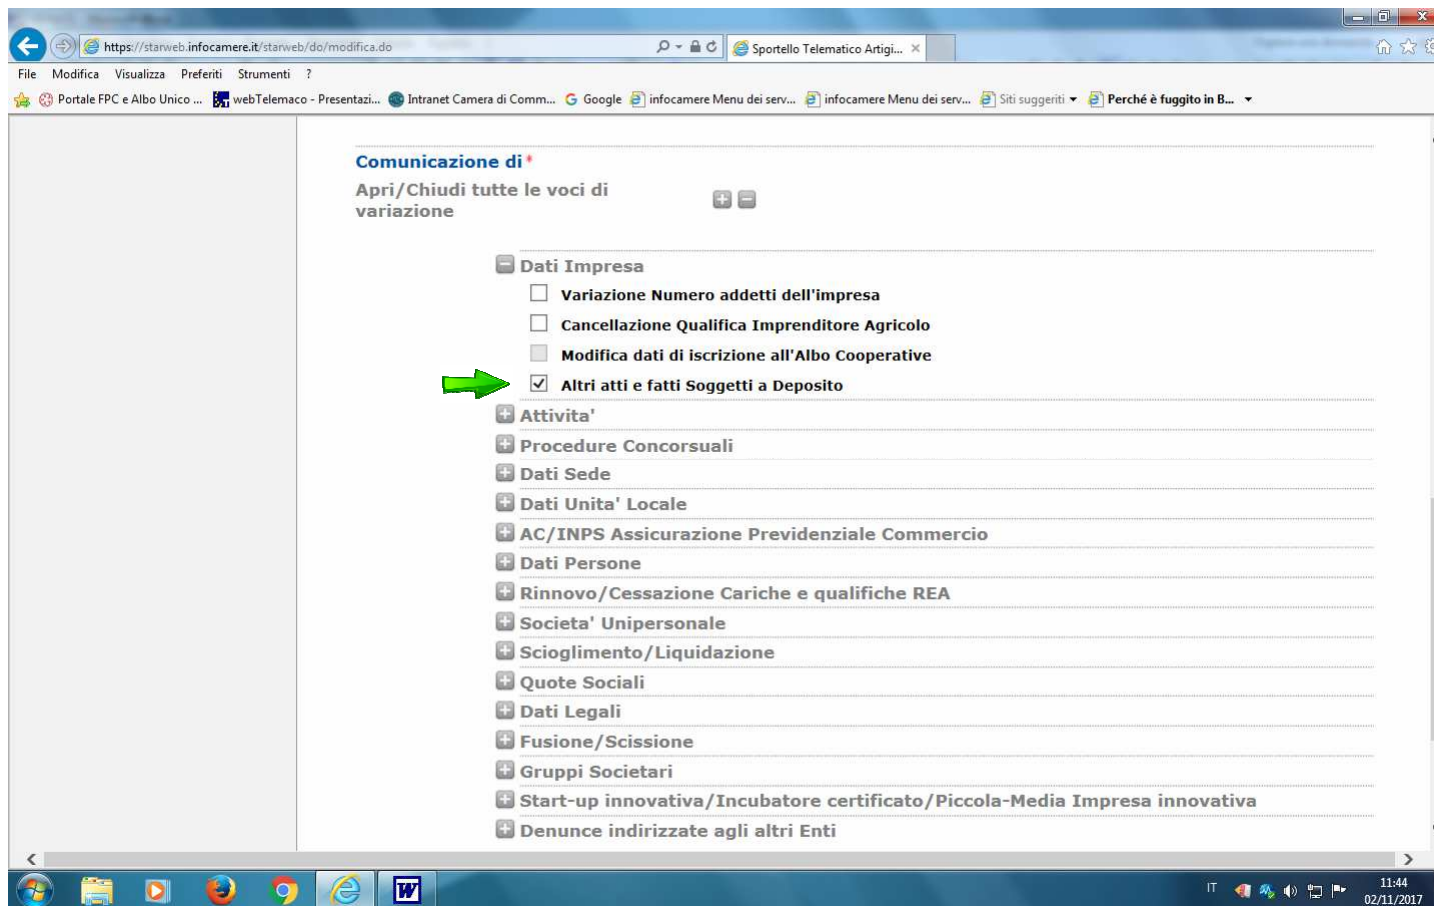 https://starweb.infocamere.it/starweb/do/modifica.do
Sportello Telematico Artigi...
File Modifica Visualizza Preferiti Strumenti ?
Portale FPC e Albo Unico ... webTelemaco - Presentazi... Intranet Camera di Comm... Google infocamere Menu dei serv... infocamere Menu dei serv... Siti suggeriti Perché è fuggito in B...
Comunicazione di *
Apri/Chiudi tutte le voci di
variazione
Dati Impresa
Variazione Numero addetti dell'impresa
Cancellazione Qualifica Imprenditore Agricolo
Modifica dati di iscrizione all'Albo Cooperative
Altri atti e fatti Soggetti a Deposito
Attivita'
Procedure Concorsuali
Dati Sede
Dati Unita' Locale
AC/INPS Assicurazione Previdenziale Commercio
Dati Persone
Rinnovo/Cessazione Cariche e qualifiche REA
Societa' Unipersonale
Scioglimento/Liquidazione
Quote Sociali
Dati Legali
Fusione/Scissione
Gruppi Societari
Start-up innovativa/Incubatore certificato/Piccola-Media Impresa innovativa
Denunce indirizzate agli altri Enti
IT
11:44
02/11/2017